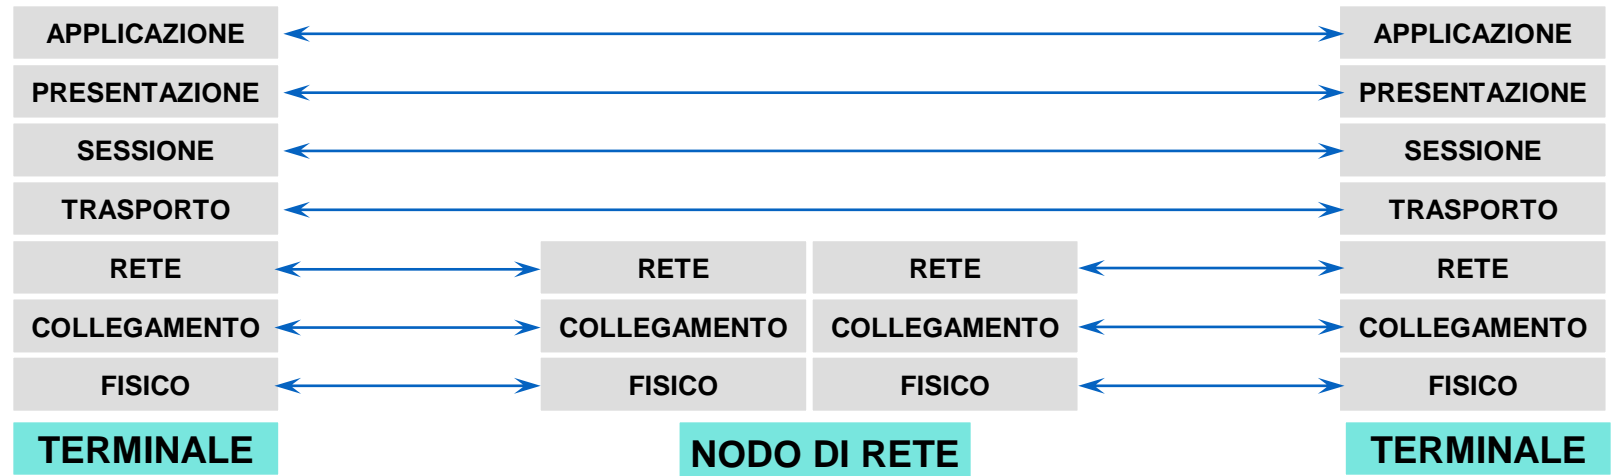 APPLICAZIONE APPLICAZIONE
PRESENTAZIONE PRESENTAZIONE
SESSIONE SESSIONE
TRASPORTO TRASPORTO
RETE RETE RETE RETE
COLLEGAMENTO COLLEGAMENTO COLLEGAMENTO COLLEGAMENTO
FISICO FISICO FISICO FISICO
TERMINALE NODO DI RETE TERMINALE